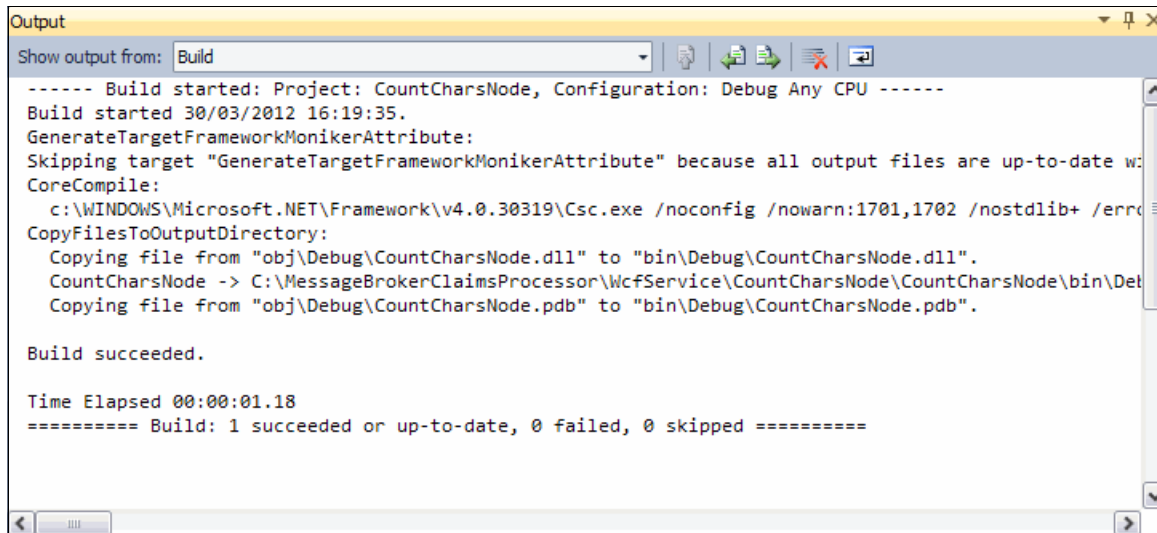 Output
Show output from: Build
------ Build started: Project: CountCharsNode, Configuration: Debug Any CPU ------
Build started 30/03/2012 16:19:35.
GenerateTargetFrameworkMonikerAttribute:
Skipping target "GenerateTargetFrameworkMonikerAttribute" because all output files are up-to-date
CoreCompile:
c:\WINDOWS\Microsoft.NET\Framework\v4.0.30319\Csc.exe /noconfig /nowarn:1701,1702 /nostdlib+
CopyFilesToOutputDirectory:
Copying file from "obj\Debug\CountCharsNode.dll" to "bin\Debug\CountCharsNode.dll".
CountCharsNode -> C:\MessageBrokerClaimsProcessor\WcfService\CountCharsNode\CountCharsNode\bin\Deb
Copying file from "obj\Debug\CountCharsNode.pdb" to "bin\Debug\CountCharsNode.pdb".
Build succeeded.
Time Elapsed 00:00:01.18
========== Build: 1 succeeded or up-to-date, 0 failed, 0 skipped ==========